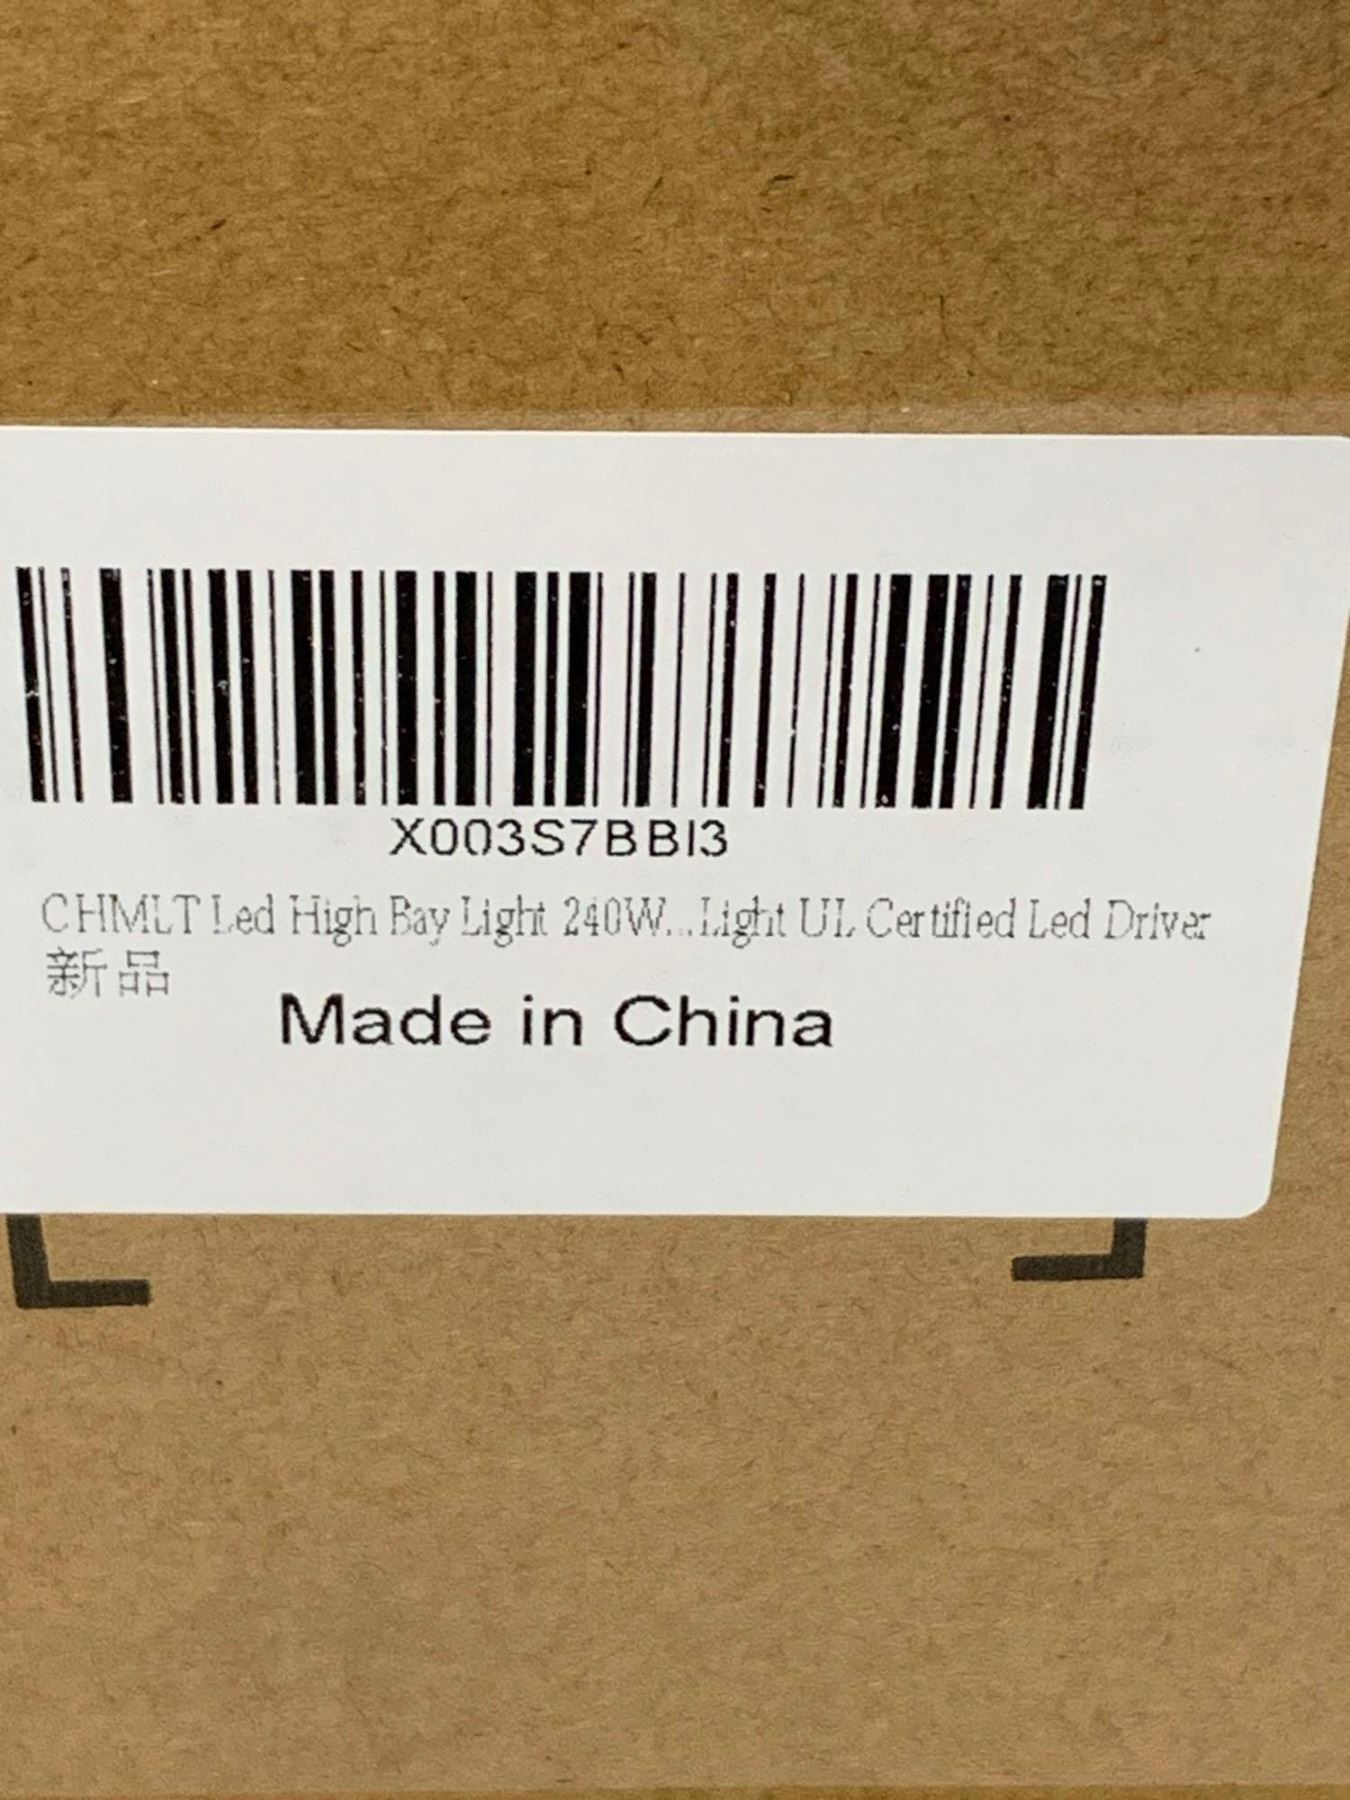 X003S7BBI3
CHMLT Led High Bay Light 240W...Light UL Certified Led Driver
新品
Made in China